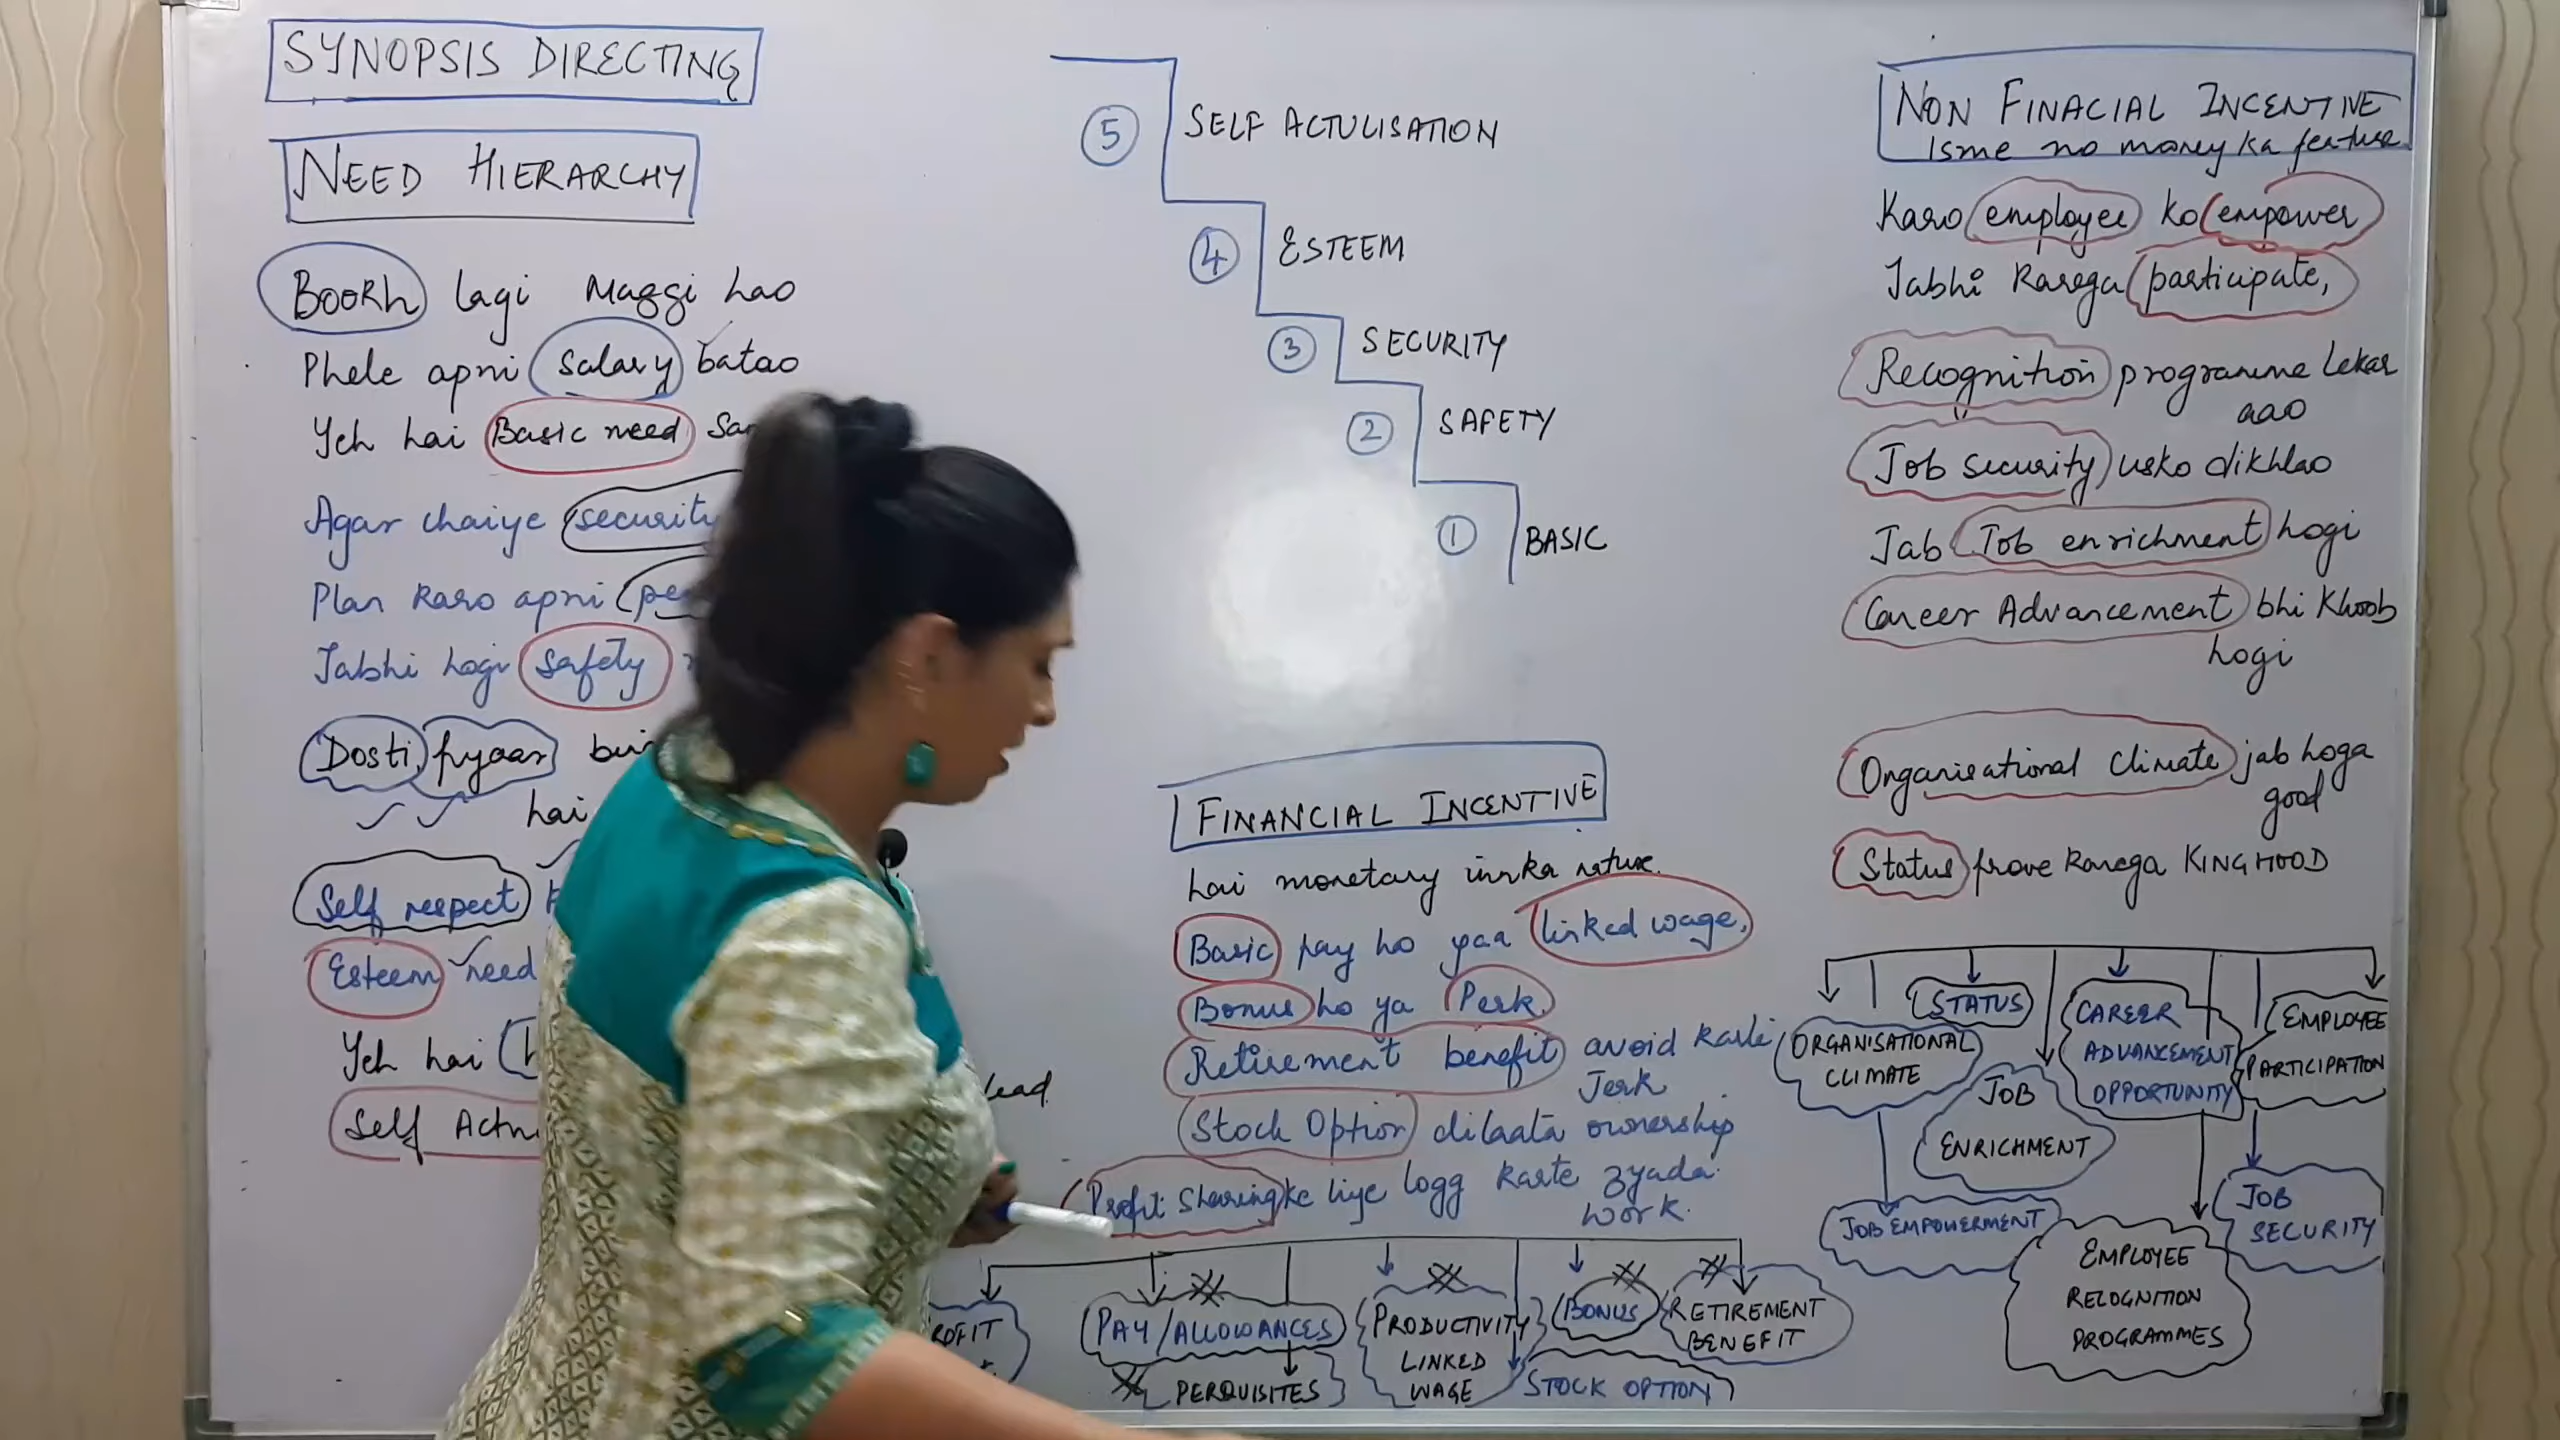 SYNOPSIS DIRECTING
NEED HIERARCHY
Bookh lagi Maggi hao
Phele apni salary batao
Yeh hai Basic need
Agar chaiye security
Plan karo apni
Jabhi hogi safety
Dosti, pyaar
hai
Self respect
Esteem need
Yeh hai
Self
lead
5 SELF ACTULISATION
4 ESTEEM
3 SECURITY
2 SAFETY
1 BASIC
FINANCIAL INCENTIVE
hai monetary inka nature.
Basic pay ho yaa linked wage,
Bonus ho ya Perk.
Retirement benefit avoid karte
Jerk
Stock Option dilaata ownership
Profit Sharing ke liye logg karte zyada
work.
PAY/ALLOWANCES
PERQUISITES
PRODUCTIVITY
LINKED
WAGE
BONUS
STOCK OPTION
RETIREMENT
BENEFIT
NON FINACIAL INCENTIVE
Isme no money ka feature
Karo employee ko empower
Jabhi karega participate,
Recognition programme lekar
aao
Job security usko dikhlao
Jab Job enrichment hogi
Career Advancement bhi khoob
hogi
Organisational climate jab hoga
good
Status prove karega KINGHOOD
ORGANISATIONAL
CLIMATE
STATUS
JOB
ENRICHMENT
CAREER
ADVANCEMENT
OPPORTUNITY
EMPLOYEE
PARTICIPATION
JOB EMPOWERMENT
EMPLOYEE
RELOGNITION
PROGRAMMES
JOB
SECURITY